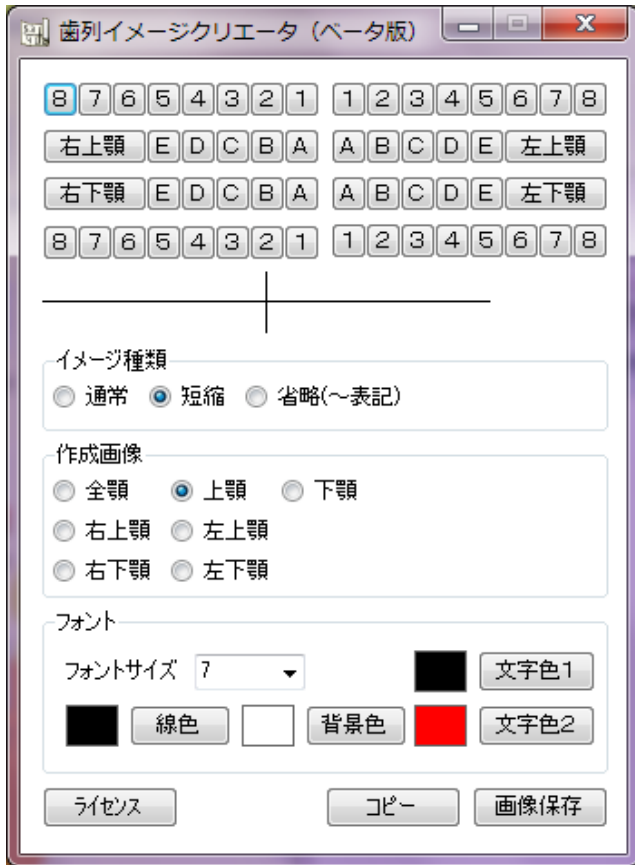 歯列イメージクリエータ（ベータ版）
8 7 6 5 4 3 2 1 1 2 3 4 5 6 7 8
右上顎 E D C B A A B C D E 左上顎
右下顎 E D C B A A B C D E 左下顎
8 7 6 5 4 3 2 1 1 2 3 4 5 6 7 8
イメージ種類
通常 短縮 省略(～表記)
作成画像
全顎 上顎 下顎
右上顎 左上顎
右下顎 左下顎
フォント
フォントサイズ 7 文字色1
線色 背景色 文字色2
ライセンス コピー 画像保存